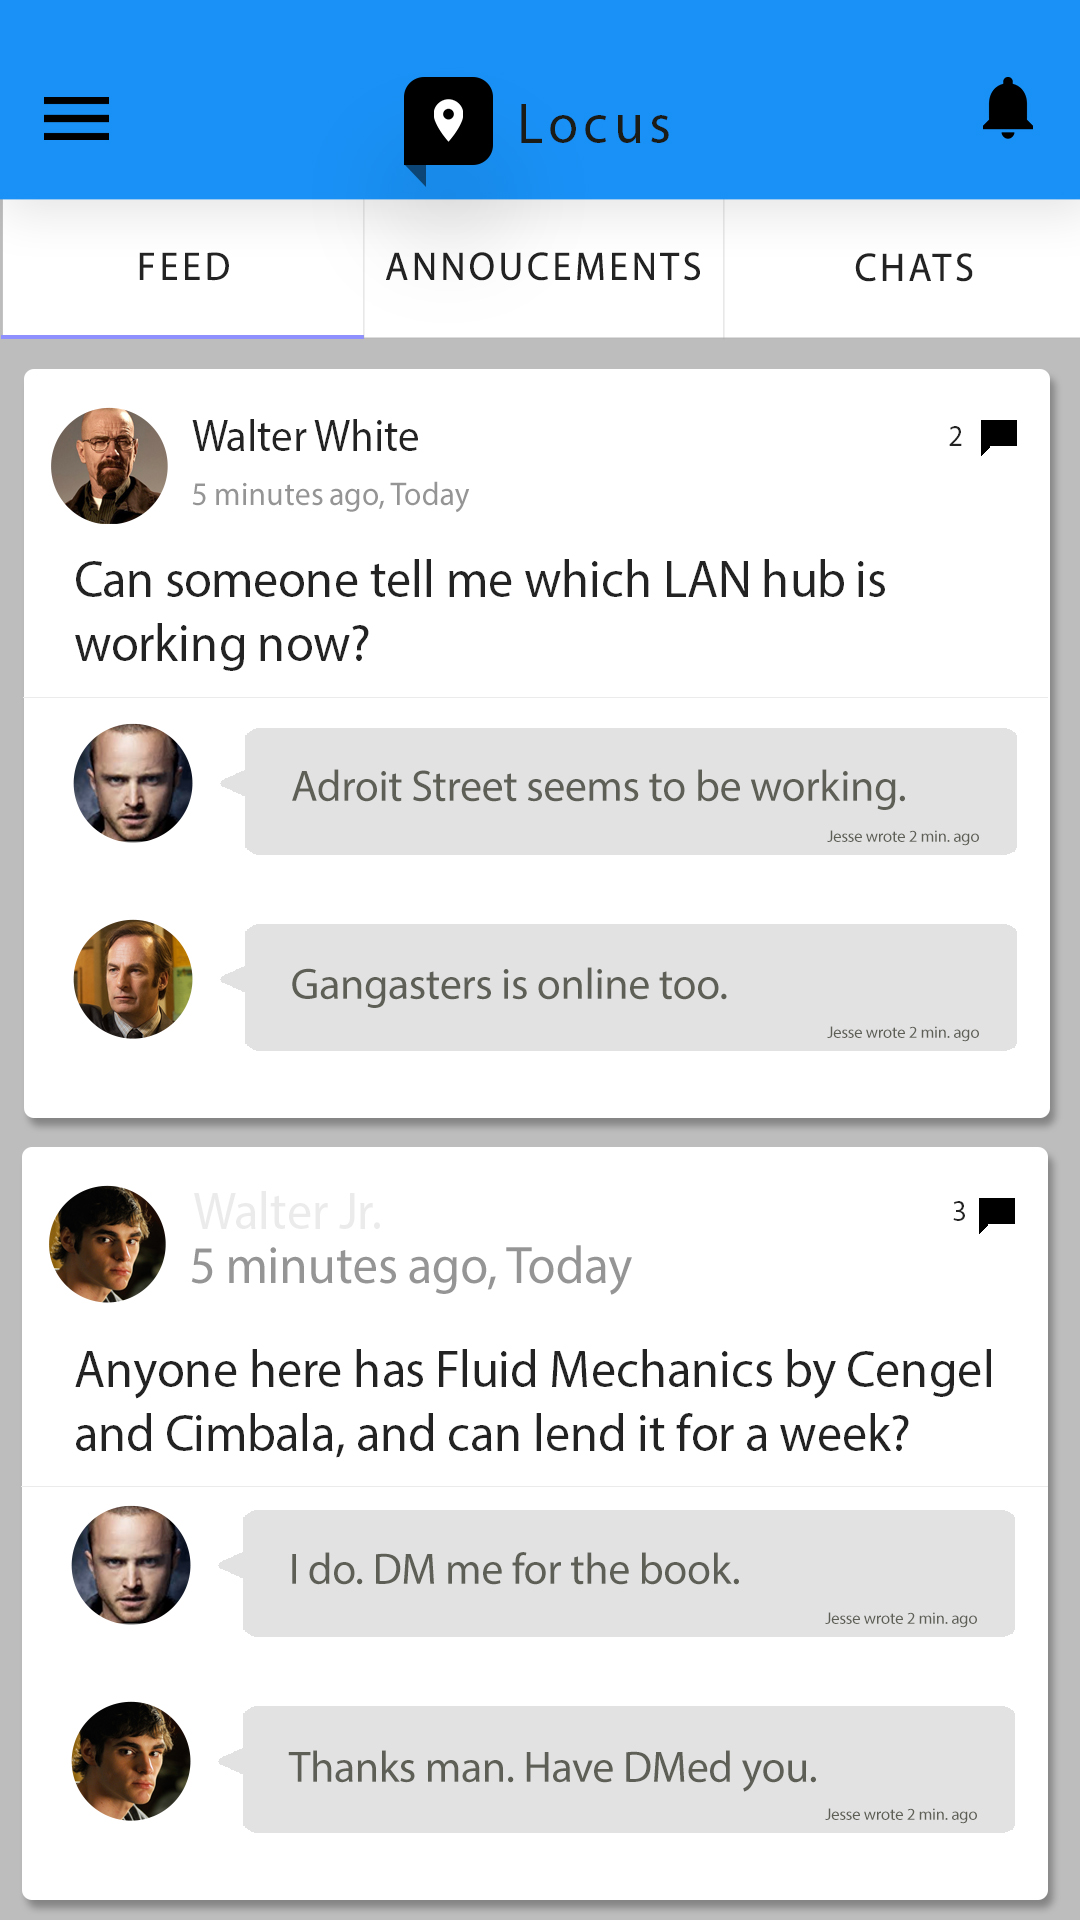 Locus
FEED
ANNOUCEMENTS
CHATS
Walter White
2
5 minutes ago, Today
Can someone tell me which LAN hub is
working now?
Adroit Street seems to be working.
Jesse wrote 2 min. ago
Gangasters is online too.
Jesse wrote 2 min. ago
Walter Jr.
3
5 minutes ago, Today
Anyone here has Fluid Mechanics by Cengel
and Cimbala, and can lend it for a week?
I do. DM me for the book.
Jesse wrote 2 min. ago
Thanks man. Have DMed you.
Jesse wrote 2 min. ago